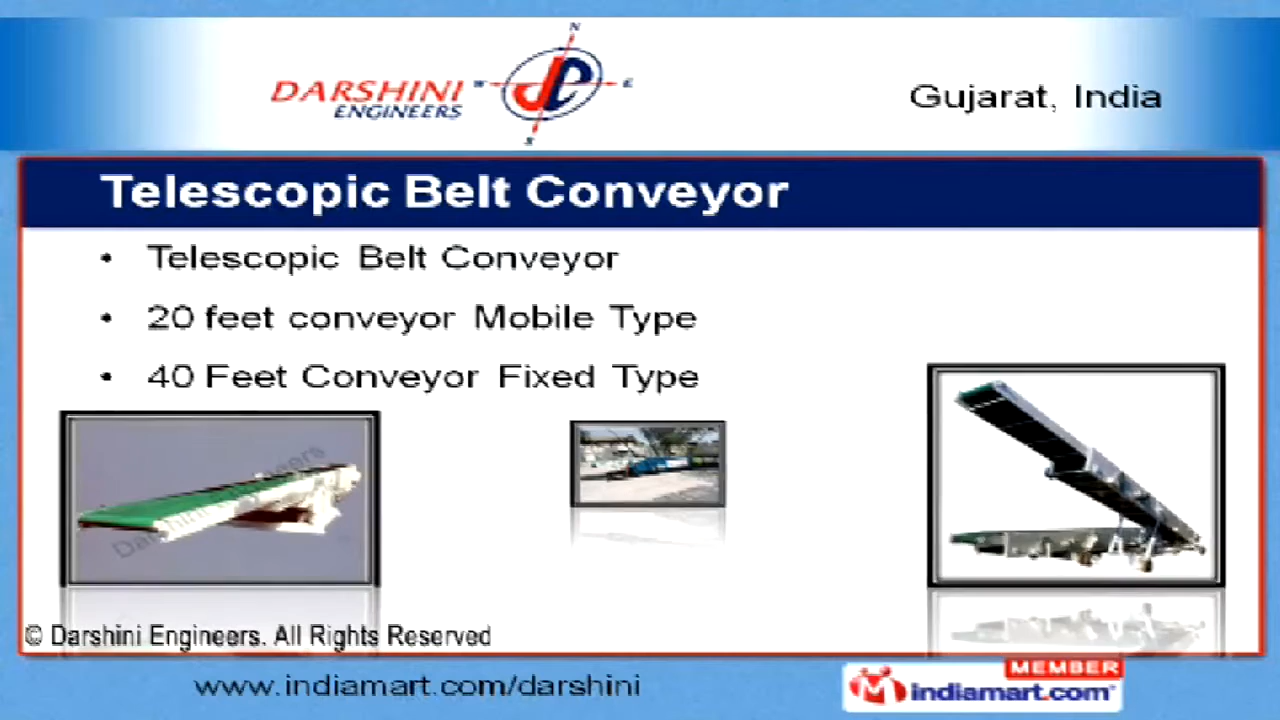 DARSHINI
ENGINEERS
N
W
E
S
Gujarat, India
Telescopic Belt Conveyor
• Telescopic Belt Conveyor
• 20 feet conveyor Mobile Type
• 40 Feet Conveyor Fixed Type
© Darshini Engineers. All Rights Reserved
www.indiamart.com/darshini
MEMBER
indiamart.com